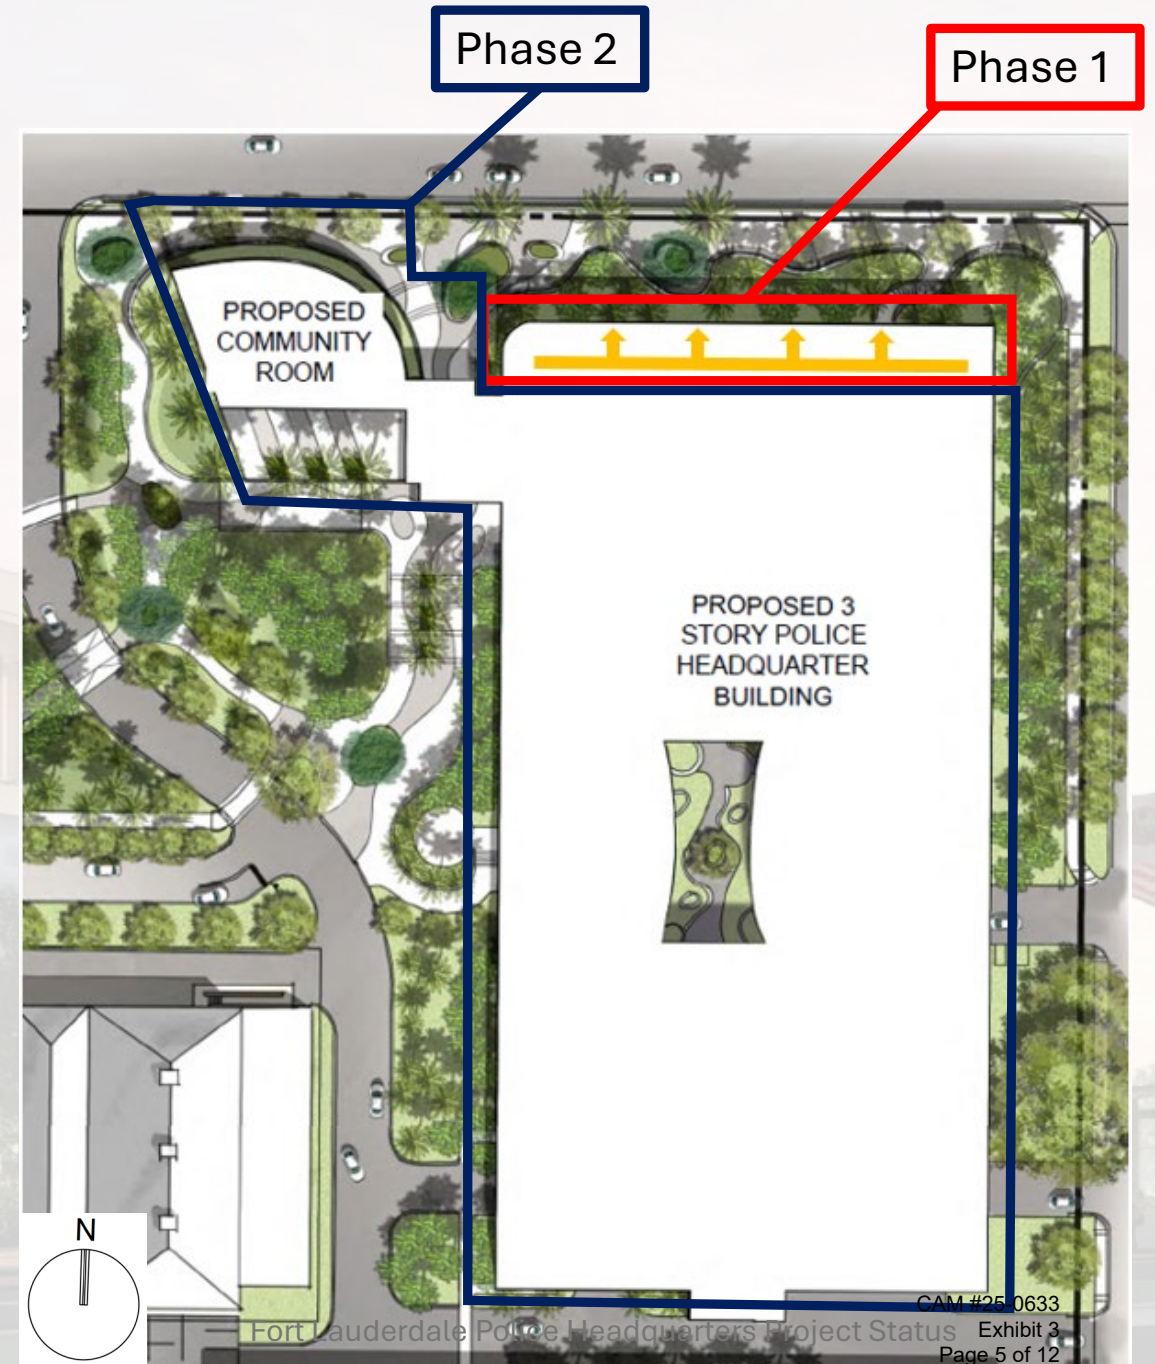 Phase 2
Phase 1
PROPOSED
COMMUNITY
ROOM
PROPOSED 3
STORY POLICE
HEADQUARTER
BUILDING
N
CAM #25-0633
Fort Lauderdale Police Headquarters Project Status
Exhibit 3
Page 5 of 12